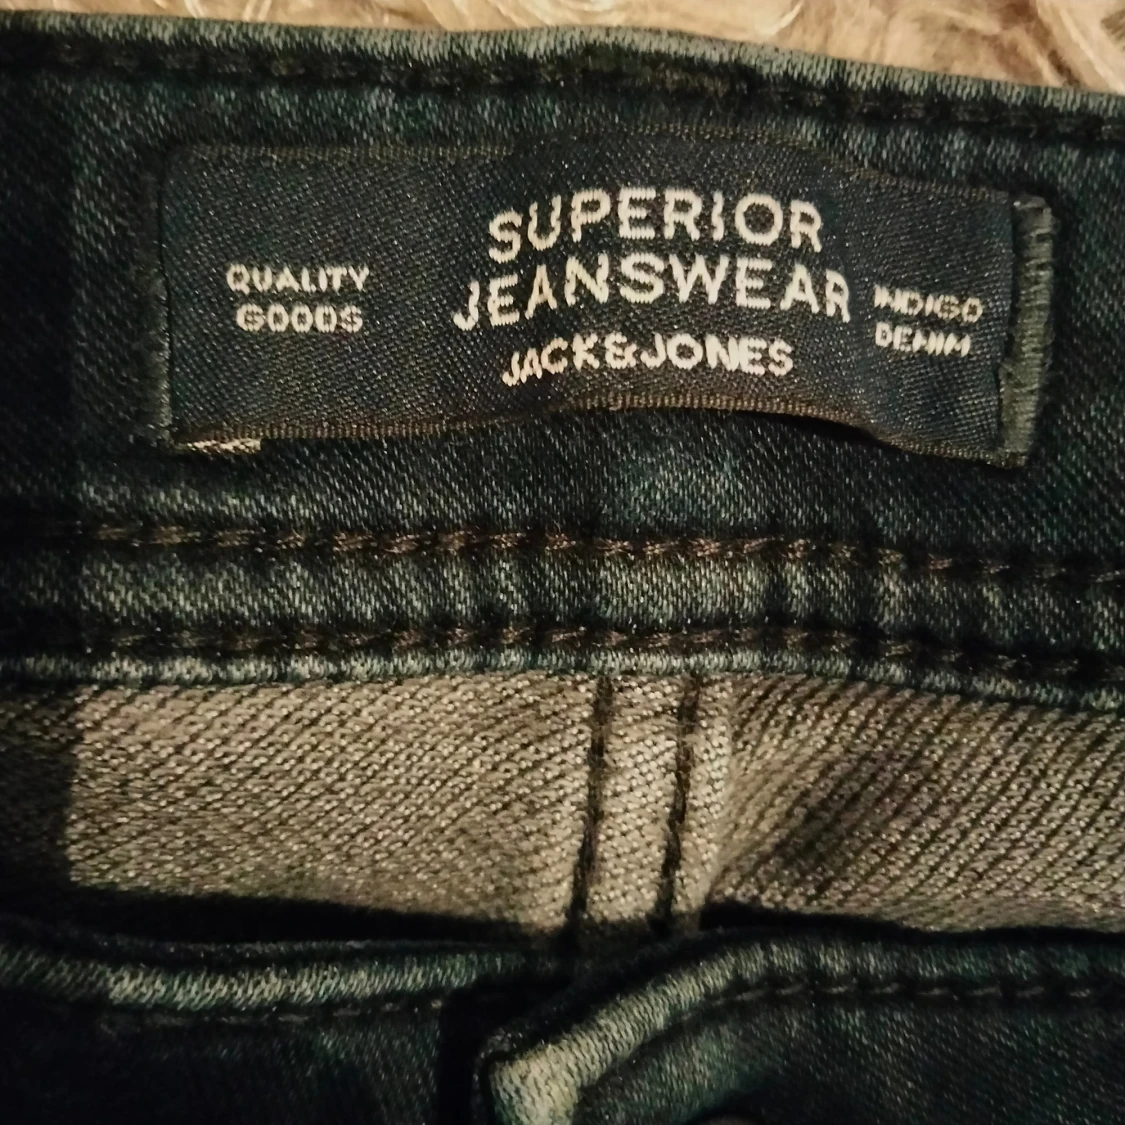 QUALITY
GOODS
SUPERIOR
JEANSWEAR
JACK&JONES
INDIGO
DENIM